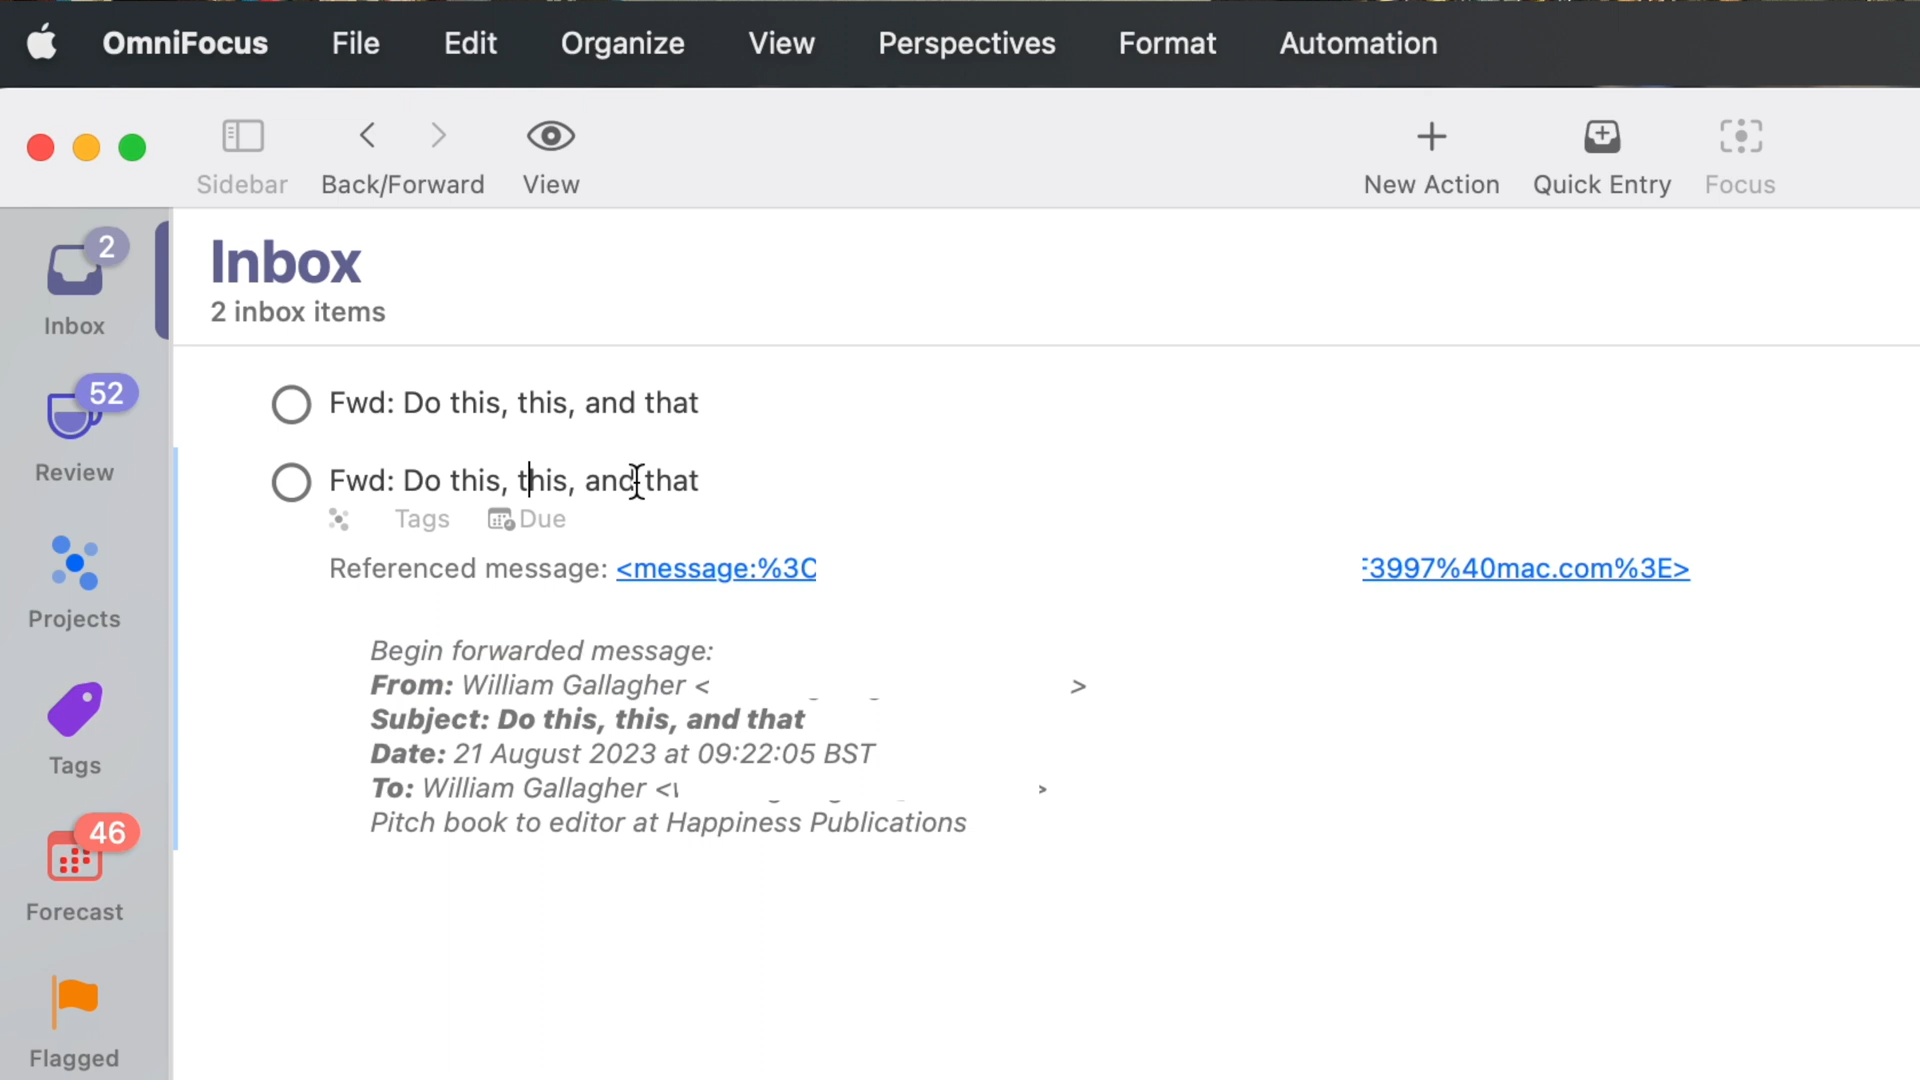 OmniFocus File Edit Organize View Perspectives Format Automation
Sidebar Back/Forward View New Action Quick Entry Focus
2
Inbox
Inbox
2 inbox items
52
Review
Projects
Tags
46
Forecast
Flagged
Fwd: Do this, this, and that
Fwd: Do this, this, and that
Tags Due
Referenced message: <message:%3C 3997%40mac.com%3E>
Begin forwarded message:
From: William Gallagher < >
Subject: Do this, this, and that
Date: 21 August 2023 at 09:22:05 BST
To: William Gallagher < >
Pitch book to editor at Happiness Publications